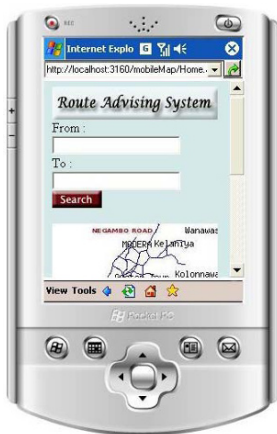 REC
Internet Explo
http://localhost:3160/mobileMap/Home.
Route Advising System
From :
To :
Search
NEGAMBO ROAD
Wanawas
MODERA Kelaniya
Kolonnawa
View Tools
Pocket PC